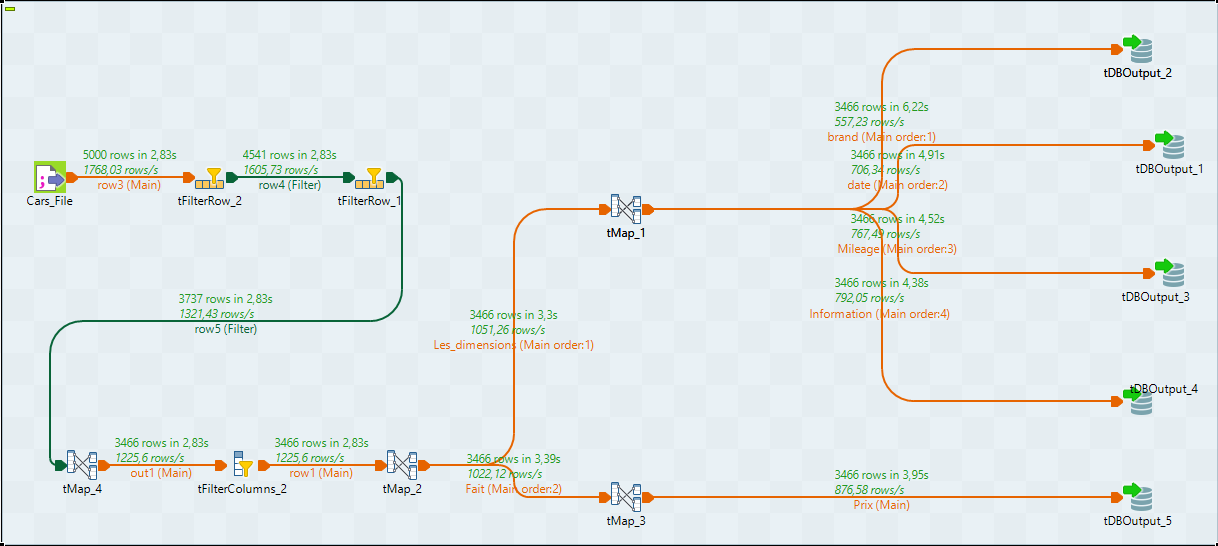 tDBOutput_2
3466 rows in 6,22s
557,23 rows/s
brand (Main order:1)
3466 rows in 4,91s
706,34 rows/s
date (Main order:2)
tDBOutput_1
5000 rows in 2,83s
1768,03 rows/s
row3 (Main)
4541 rows in 2,83s
1605,73 rows/s
row4 (Filter)
Cars_File
tFilterRow_2
tFilterRow_1
tMap_1
3466 rows in 4,52s
767,49 rows/s
Mileage (Main order:3)
3466 rows in 4,38s
792,05 rows/s
Information (Main order:4)
tDBOutput_3
3737 rows in 2,83s
1321,43 rows/s
row5 (Filter)
3466 rows in 3,3s
1051,26 rows/s
Les_dimensions (Main order:1)
tDBOutput_4
3466 rows in 2,83s
1225,6 rows/s
out1 (Main)
3466 rows in 2,83s
1225,6 rows/s
row1 (Main)
3466 rows in 3,39s
1022,12 rows/s
Fait (Main order:2)
tMap_4
tFilterColumns_2
tMap_2
3466 rows in 3,95s
876,58 rows/s
Prix (Main)
tMap_3
tDBOutput_5